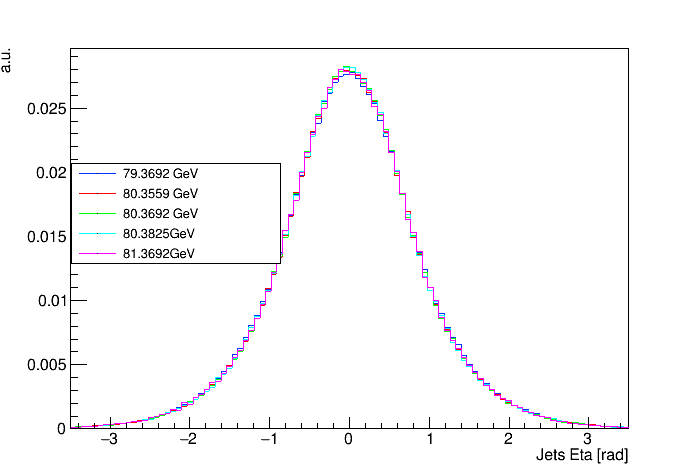 a.u.
0.025
0.02
0.015
0.01
0.005
0
79.3692 GeV
80.3559 GeV
80.3692 GeV
80.3825GeV
81.3692GeV
−3 −2 −1 0 1 2 3
Jets Eta [rad]